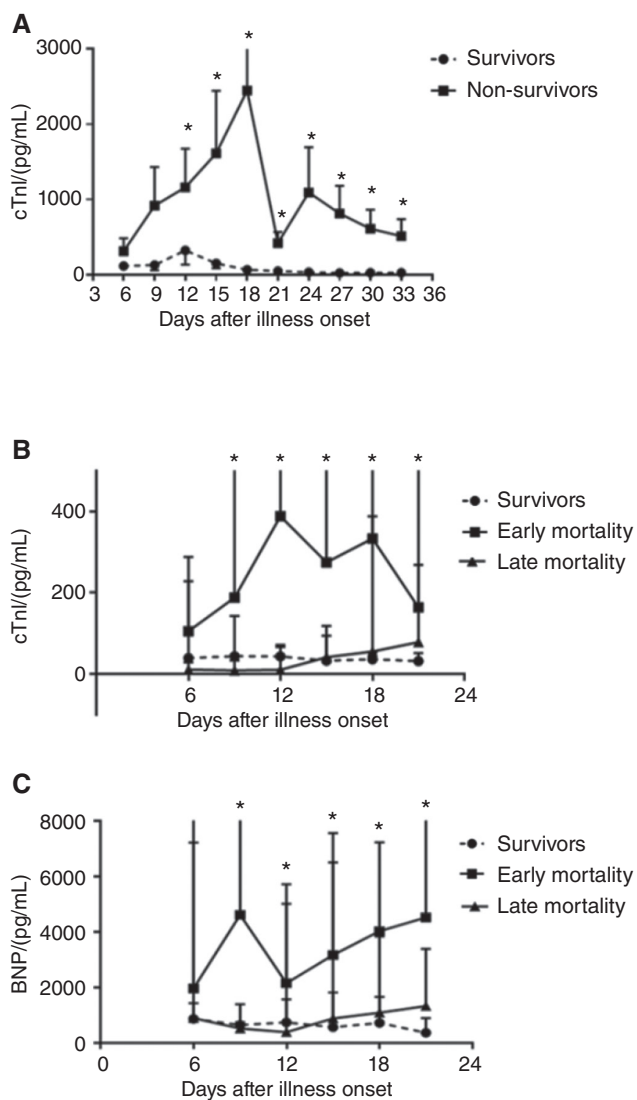 A
3000
2000
1000
0
cTnI/(pg/mL)
* * * * * * * *
Survivors
Non-survivors
3 6 9 12 15 18 21 24 27 30 33 36
Days after illness onset
B
400
200
0
cTnI/(pg/mL)
* * * * *
Survivors
Early mortality
Late mortality
6 12 18 24
Days after illness onset
C
8000
6000
4000
2000
0
BNP/(pg/mL)
* * * * *
Survivors
Early mortality
Late mortality
0 6 12 18 24
Days after illness onset